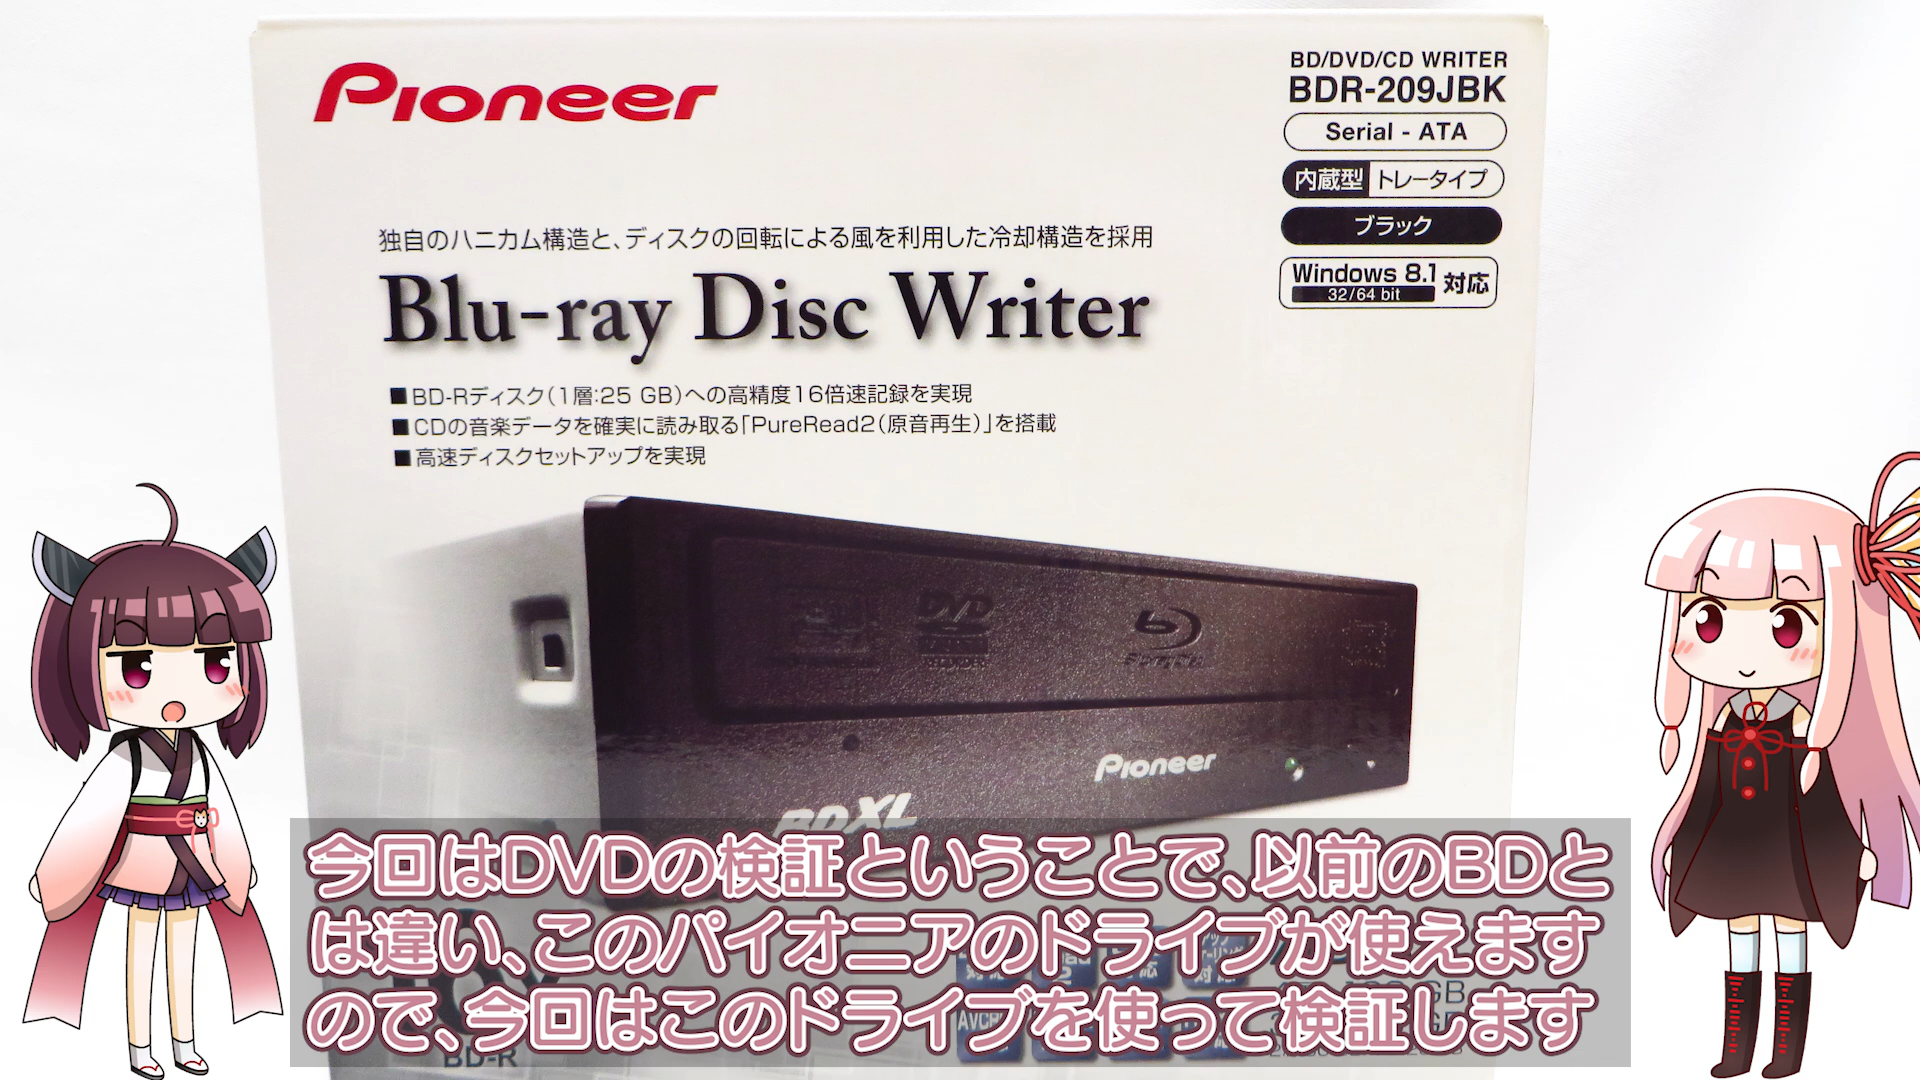 Pioneer
BD/DVD/CD WRITER
BDR-209JBK
Serial - ATA
内蔵型 トレータイプ
ブラック
Windows 8.1 対応
32/64 bit
独自のハニカム構造と、ディスクの回転による風を利用した冷却構造を採用
Blu-ray Disc Writer
■BD-Rディスク(1層:25 GB)への高精度16倍速記録を実現
■CDの音楽データを確実に読み取る「PureRead2(原音再生)」を搭載
■高速ディスクセットアップを実現
DVD
Pioneer
BDXL
今回はDVDの検証ということで、以前のBDと
は違い、このパイオニアのドライブが使えます
ので、今回はこのドライブを使って検証します
BD-R